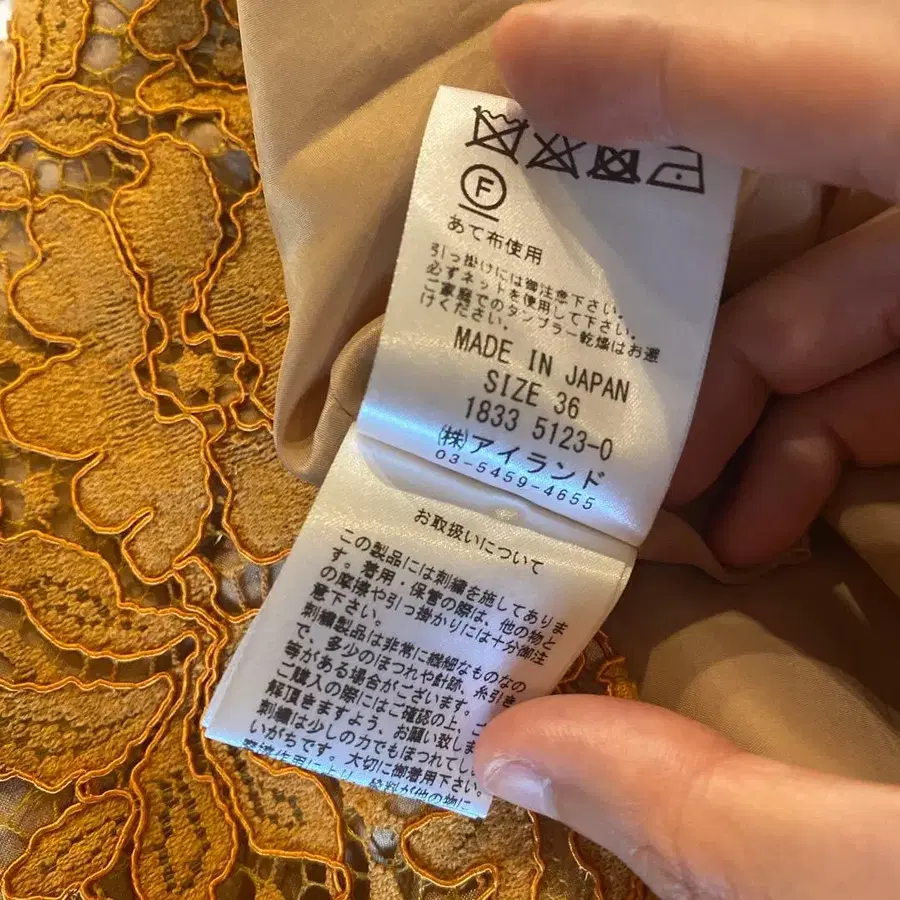 F
あて布使用
引っ掛けには御注意下さい。
必ずネットを使用して下さい。
ご家庭でのタンブラー乾燥はお避
けください。
MADE IN JAPAN
SIZE 36
1833 5123-0
(株)アイランド
03-5459-4655
お取扱いについて
この製品には刺繍を施してありま
す。着用・保管の際は、他の物と
の摩擦や引っ掛かりには十分御注
意下さい。
刺繍製品は非常に繊細なものなの
で、多少のほつれや針跡、糸引き
等がある場合がございます。
ご購入の際にはご確認の上、ご
解頂きますよう、お願い致しま
刺繍は少しの力でもほつれてし
いがちです。大切に御着用下さい。